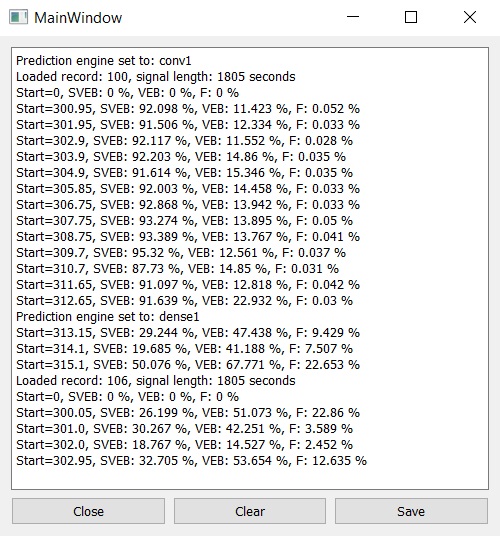 MainWindow
Prediction engine set to: conv1
Loaded record: 100, signal length: 1805 seconds
Start=0, SVEB: 0 %, VEB: 0 %, F: 0 %
Start=300.95, SVEB: 92.098 %, VEB: 11.423 %, F: 0.052 %
Start=301.95, SVEB: 91.506 %, VEB: 12.334 %, F: 0.033 %
Start=302.9, SVEB: 92.117 %, VEB: 11.552 %, F: 0.028 %
Start=303.9, SVEB: 92.203 %, VEB: 14.86 %, F: 0.035 %
Start=304.9, SVEB: 91.614 %, VEB: 15.346 %, F: 0.035 %
Start=305.85, SVEB: 92.003 %, VEB: 14.458 %, F: 0.033 %
Start=306.75, SVEB: 92.868 %, VEB: 13.942 %, F: 0.033 %
Start=307.75, SVEB: 93.274 %, VEB: 13.895 %, F: 0.05 %
Start=308.75, SVEB: 93.389 %, VEB: 13.767 %, F: 0.041 %
Start=309.7, SVEB: 95.32 %, VEB: 12.561 %, F: 0.037 %
Start=310.7, SVEB: 87.73 %, VEB: 14.85 %, F: 0.031 %
Start=311.65, SVEB: 91.097 %, VEB: 12.818 %, F: 0.042 %
Start=312.65, SVEB: 91.639 %, VEB: 22.932 %, F: 0.03 %
Prediction engine set to: dense1
Start=313.15, SVEB: 29.244 %, VEB: 47.438 %, F: 9.429 %
Start=314.1, SVEB: 19.685 %, VEB: 41.188 %, F: 7.507 %
Start=315.1, SVEB: 50.076 %, VEB: 67.771 %, F: 22.653 %
Loaded record: 106, signal length: 1805 seconds
Start=0, SVEB: 0 %, VEB: 0 %, F: 0 %
Start=300.05, SVEB: 26.199 %, VEB: 51.073 %, F: 22.86 %
Start=301.0, SVEB: 30.267 %, VEB: 42.251 %, F: 3.589 %
Start=302.0, SVEB: 18.767 %, VEB: 14.527 %, F: 2.452 %
Start=302.95, SVEB: 32.705 %, VEB: 53.654 %, F: 12.635 %
Close
Clear
Save